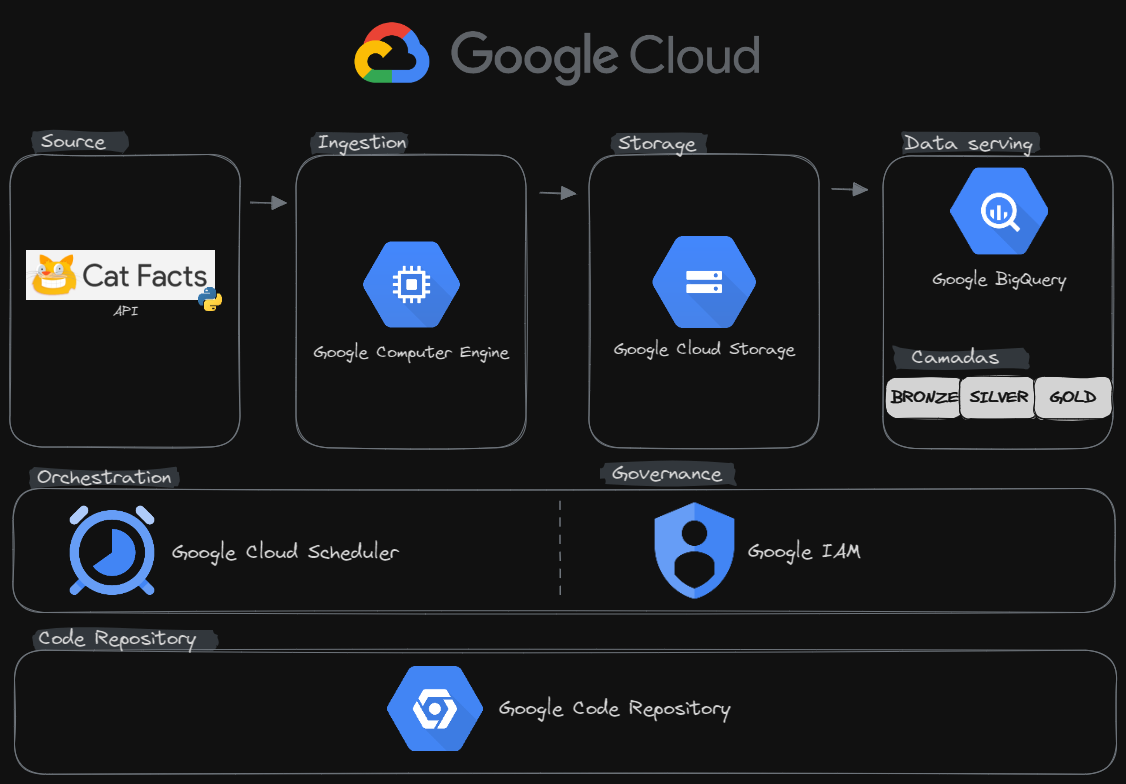 Google Cloud
Source
Ingestion
Storage
Data serving
Cat Facts
API
Google Computer Engine
Google Cloud Storage
Google BigQuery
Camadas
BRONZE
SILVER
GOLD
Orchestration
Governance
Google Cloud Scheduler
Google IAM
Code Repository
Google Code Repository